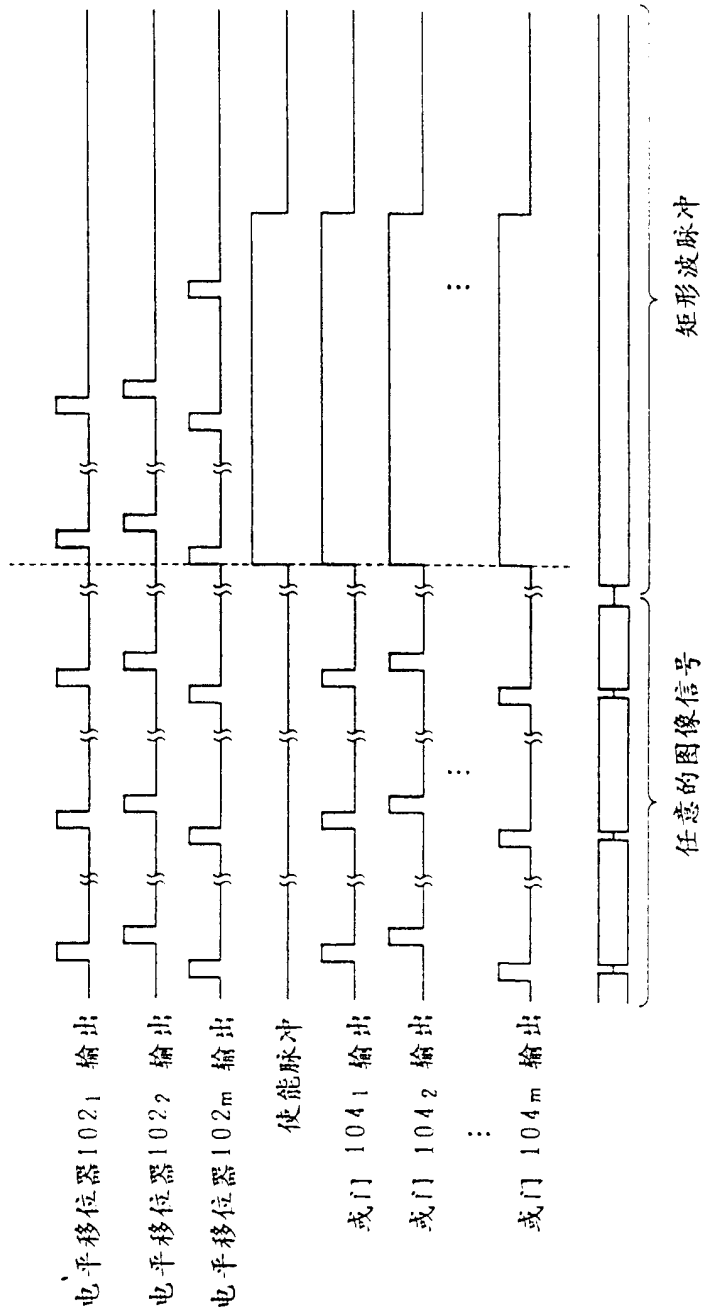 电平移位器102₁ 输出
电平移位器102₂ 输出
电平移位器102m 输出
使能脉冲
或门 104₁ 输出
或门 104₂ 输出
⋮
或门 104m 输出
⋮
⋮
任意的图像信号
矩形波脉冲